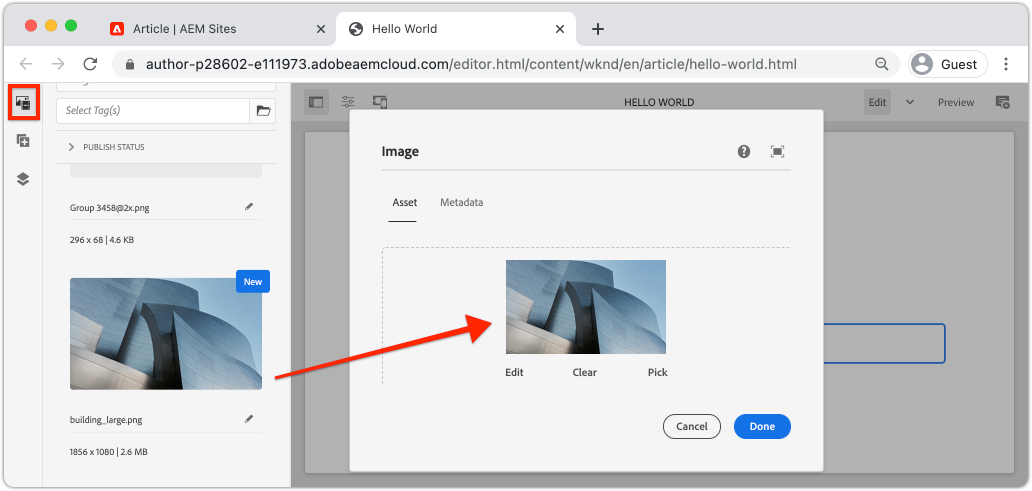 Article | AEM Sites
Hello World
author-p28602-e111973.adobeaemcloud.com/editor.html/content/wknd/en/article/hello-world.html
Guest
Select Tag(s)
PUBLISH STATUS
Group 3458@2x.png
296 x 68 | 4.6 KB
New
building_large.png
1856 x 1080 | 2.6 MB
HELLO WORLD
Edit
Preview
Image
Asset
Metadata
Edit
Clear
Pick
Cancel
Done